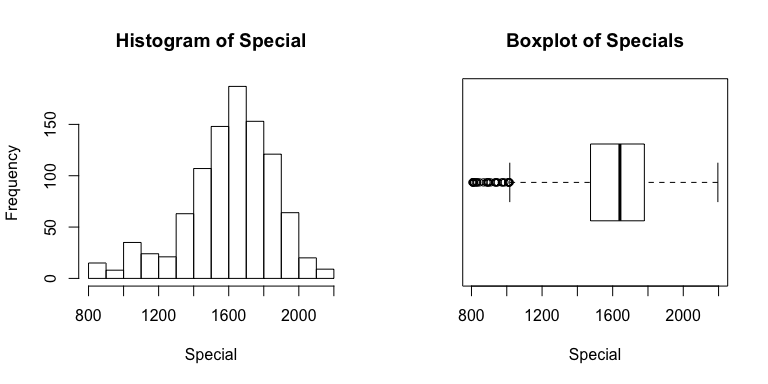 Histogram of Special
Frequency
150
100
50
0
800 1200 1600 2000
Special
Boxplot of Specials
800 1200 1600 2000
Special